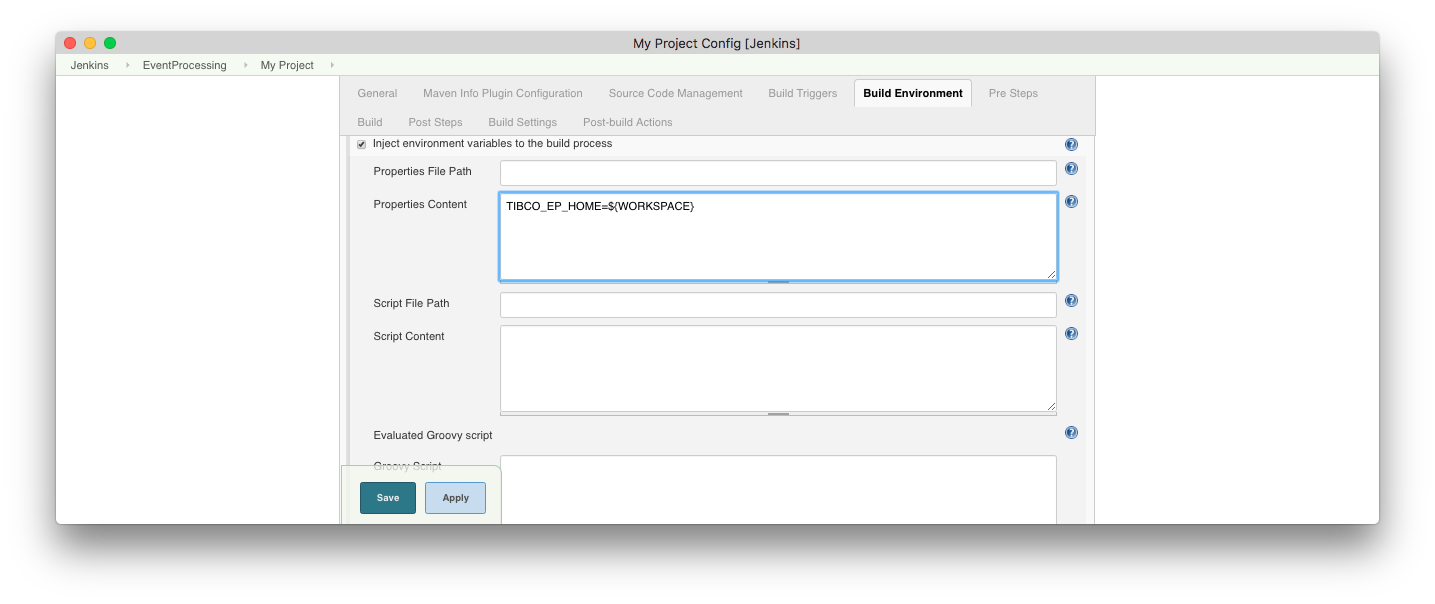 My Project Config [Jenkins]
Jenkins EventProcessing My Project
General Maven Info Plugin Configuration Source Code Management Build Triggers Build Environment Pre Steps
Build Post Steps Build Settings Post-build Actions
Inject environment variables to the build process
Properties File Path
Properties Content TIBCO_EP_HOME=${WORKSPACE}
Script File Path
Script Content
Evaluated Groovy script
Groovy Script
Save Apply